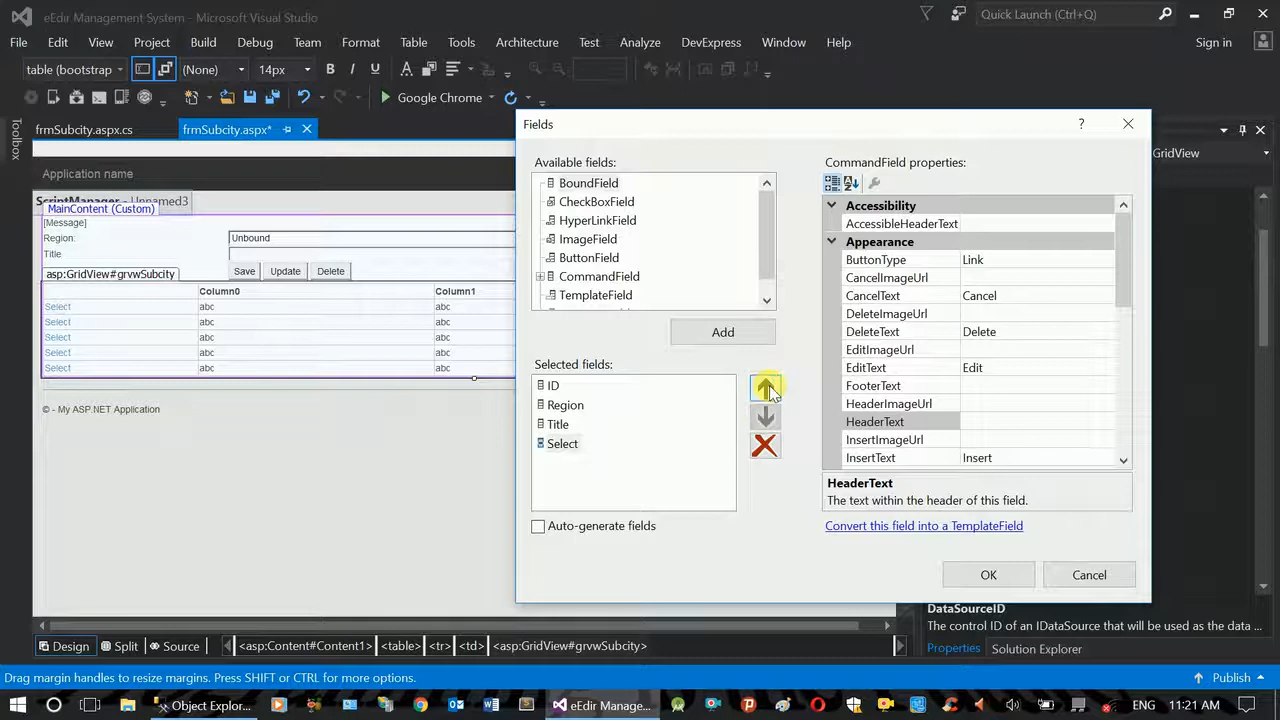 eEdir Management System - Microsoft Visual Studio
Quick Launch (Ctrl+Q)
File Edit View Project Build Debug Team Format Table Tools Architecture Test Analyze DevExpress Window Help
Sign in
table (bootstrap (None) 14px B I U
Google Chrome
Toolbox
frmSubcity.aspx.cs
frmSubcity.aspx*
Application name
ScriptManager - Unnamed3
MainContent (Custom)
[Message]
Region:
Unbound
Title
Save
Update
Delete
asp:GridView#grvwSubcity
Column0 Column1
Select abc abc
Select abc abc
Select abc abc
Select abc abc
Select abc abc
© - My ASP.NET Application
Fields
?
Available fields:
BoundField
CheckBoxField
HyperLinkField
ImageField
ButtonField
CommandField
TemplateField
Add
Selected fields:
ID
Region
Title
Select
Auto-generate fields
CommandField properties:
Accessibility
AccessibleHeaderText
Appearance
ButtonType Link
CancelImageUrl
CancelText Cancel
DeleteImageUrl
DeleteText Delete
EditImageUrl
EditText Edit
FooterText
HeaderImageUrl
HeaderText
InsertImageUrl
InsertText Insert
HeaderText
The text within the header of this field.
Convert this field into a TemplateField
OK
Cancel
GridView
DataSourceID
The control ID of an IDataSource that will be used as the data ...
Properties
Solution Explorer
Design
Split
Source
<asp:Content#Content1> <table> <tr> <td> <asp:GridView#grvwSubcity>
Drag margin handles to resize margins. Press SHIFT or CTRL for more options.
Publish
Object Explor...
eEdir Manage...
ENG
11:21 AM